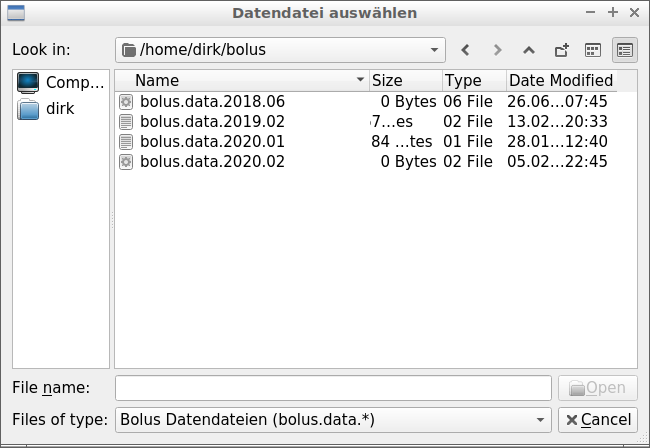 Datendatei auswählen
Look in: /home/dirk/bolus
Comp...
dirk
Name Size Type Date Modified
bolus.data.2018.06 0 Bytes 06 File 26.06...07:45
bolus.data.2019.02 7...es 02 File 13.02...20:33
bolus.data.2020.01 84 ...tes 01 File 28.01...12:40
bolus.data.2020.02 0 Bytes 02 File 05.02...22:45
File name: Open
Files of type: Bolus Datendateien (bolus.data.*) Cancel